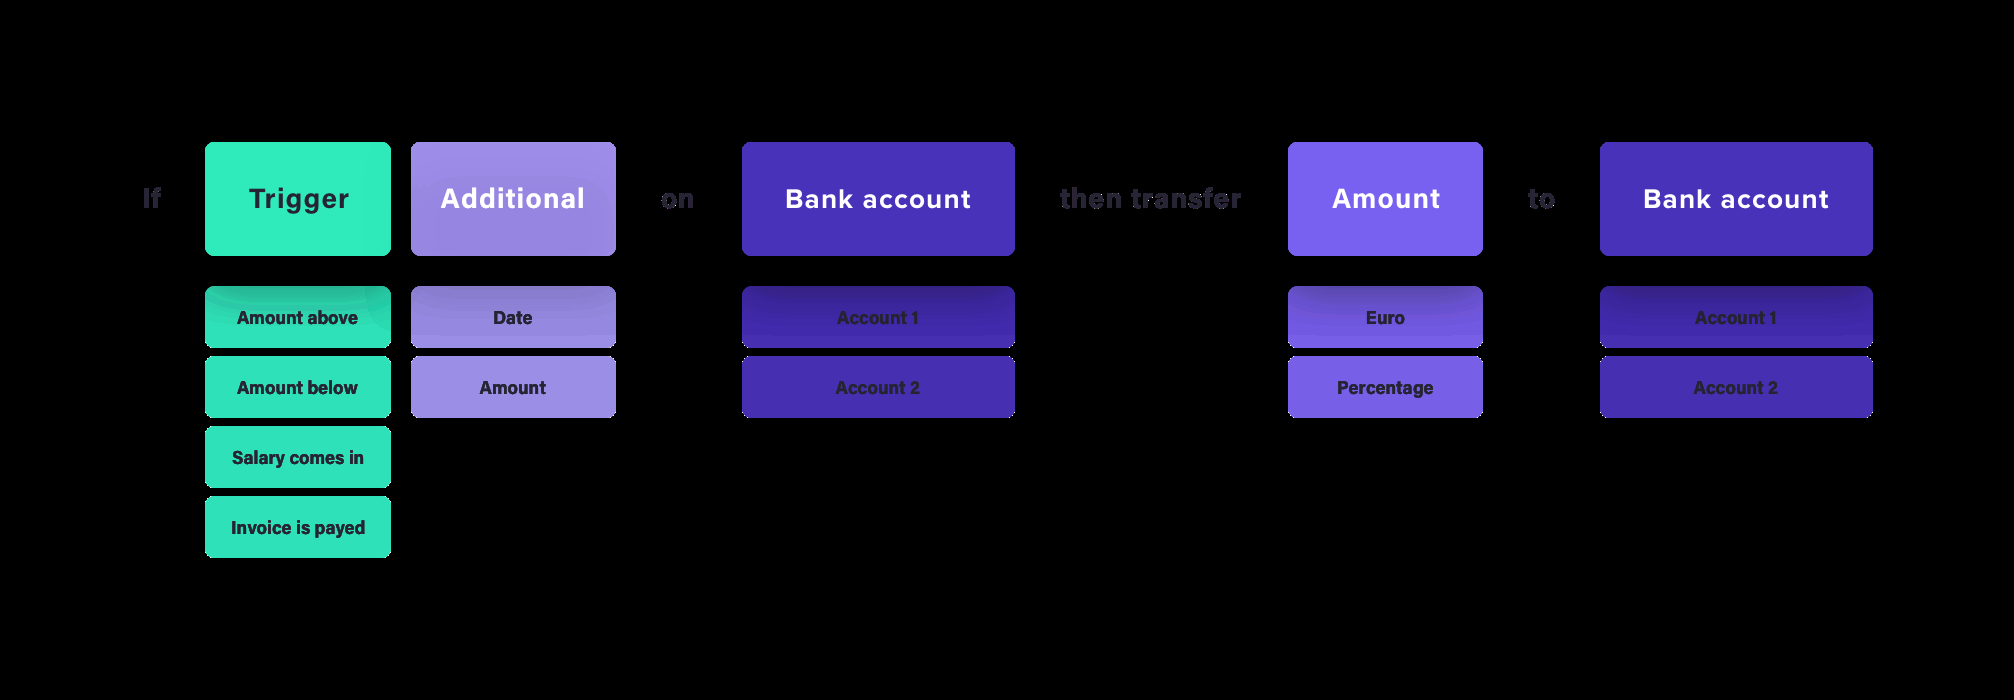 If Trigger Additional on Bank account then transfer Amount to Bank account
Amount above Date Account 1 Euro Account 1
Amount below Amount Account 2 Percentage Account 2
Salary comes in
Invoice is payed